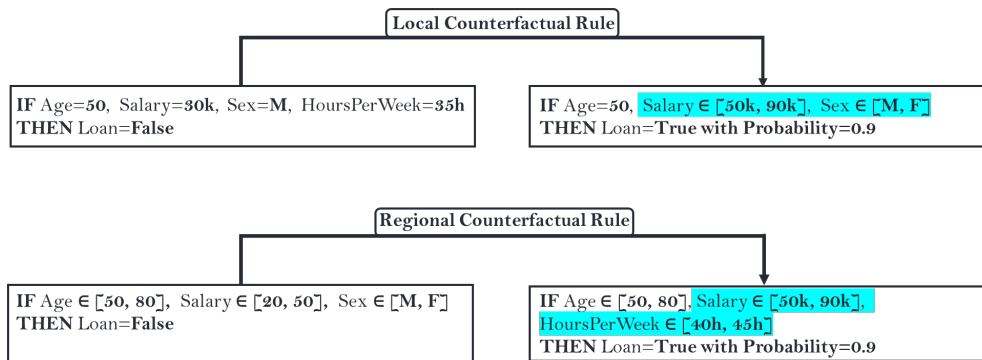 Local Counterfactual Rule
IF Age=50, Salary=30k, Sex=M, HoursPerWeek=35h
THEN Loan=False
IF Age=50, Salary ∈ [50k, 90k], Sex ∈ [M, F]
THEN Loan=True with Probability=0.9
Regional Counterfactual Rule
IF Age ∈ [50, 80], Salary ∈ [20, 50], Sex ∈ [M, F]
THEN Loan=False
IF Age ∈ [50, 80], Salary ∈ [50k, 90k],
HoursPerWeek ∈ [40h, 45h]
THEN Loan=True with Probability=0.9